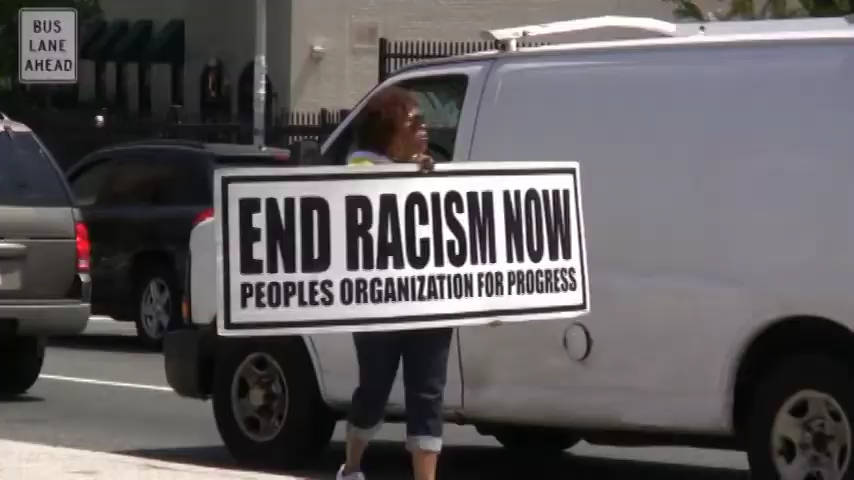 BUS
LANE
AHEAD
END RACISM NOW
PEOPLES ORGANIZATION FOR PROGRESS